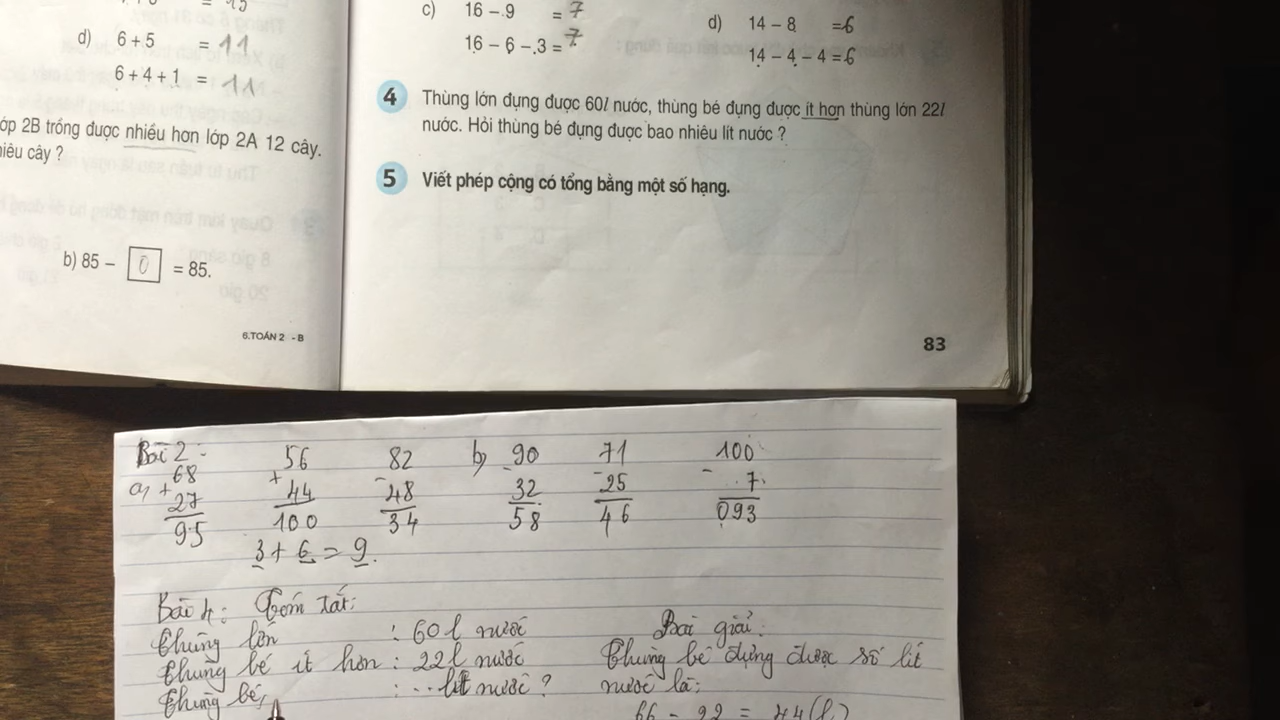 = 15
d) 6 + 5 = 11
6 + 4 + 1 = 11
ớp 2B trồng được nhiều hơn lớp 2A 12 cây.
hiêu cây ?
b) 85 – 0 = 85.
6.TOÁN 2 - B
c) 16 – 9 = 7
16 – 6 – 3 = 7
d) 14 – 8 = 6
14 – 4 – 4 = 6
4 Thùng lớn đựng được 60l nước, thùng bé đựng được ít hơn thùng lớn 22l
nước. Hỏi thùng bé đựng được bao nhiêu lít nước ?
5 Viết phép cộng có tổng bằng một số hạng.
83
Bài 2:
a, 68 + 27 95
56 + 44 100
82 - 48 34
b, 90 - 32 58
71 - 25 46
100 - 7 093
3 + 6 = 9.
Bài 4: Tóm tắt:
Thùng lớn : 60l nước
Thùng bé ít hơn : 22l nước
Thùng bé : ... lít nước ?
Bài giải:
Thùng bé đựng được số lít
nước là:
66 - 22 = 44 (l)